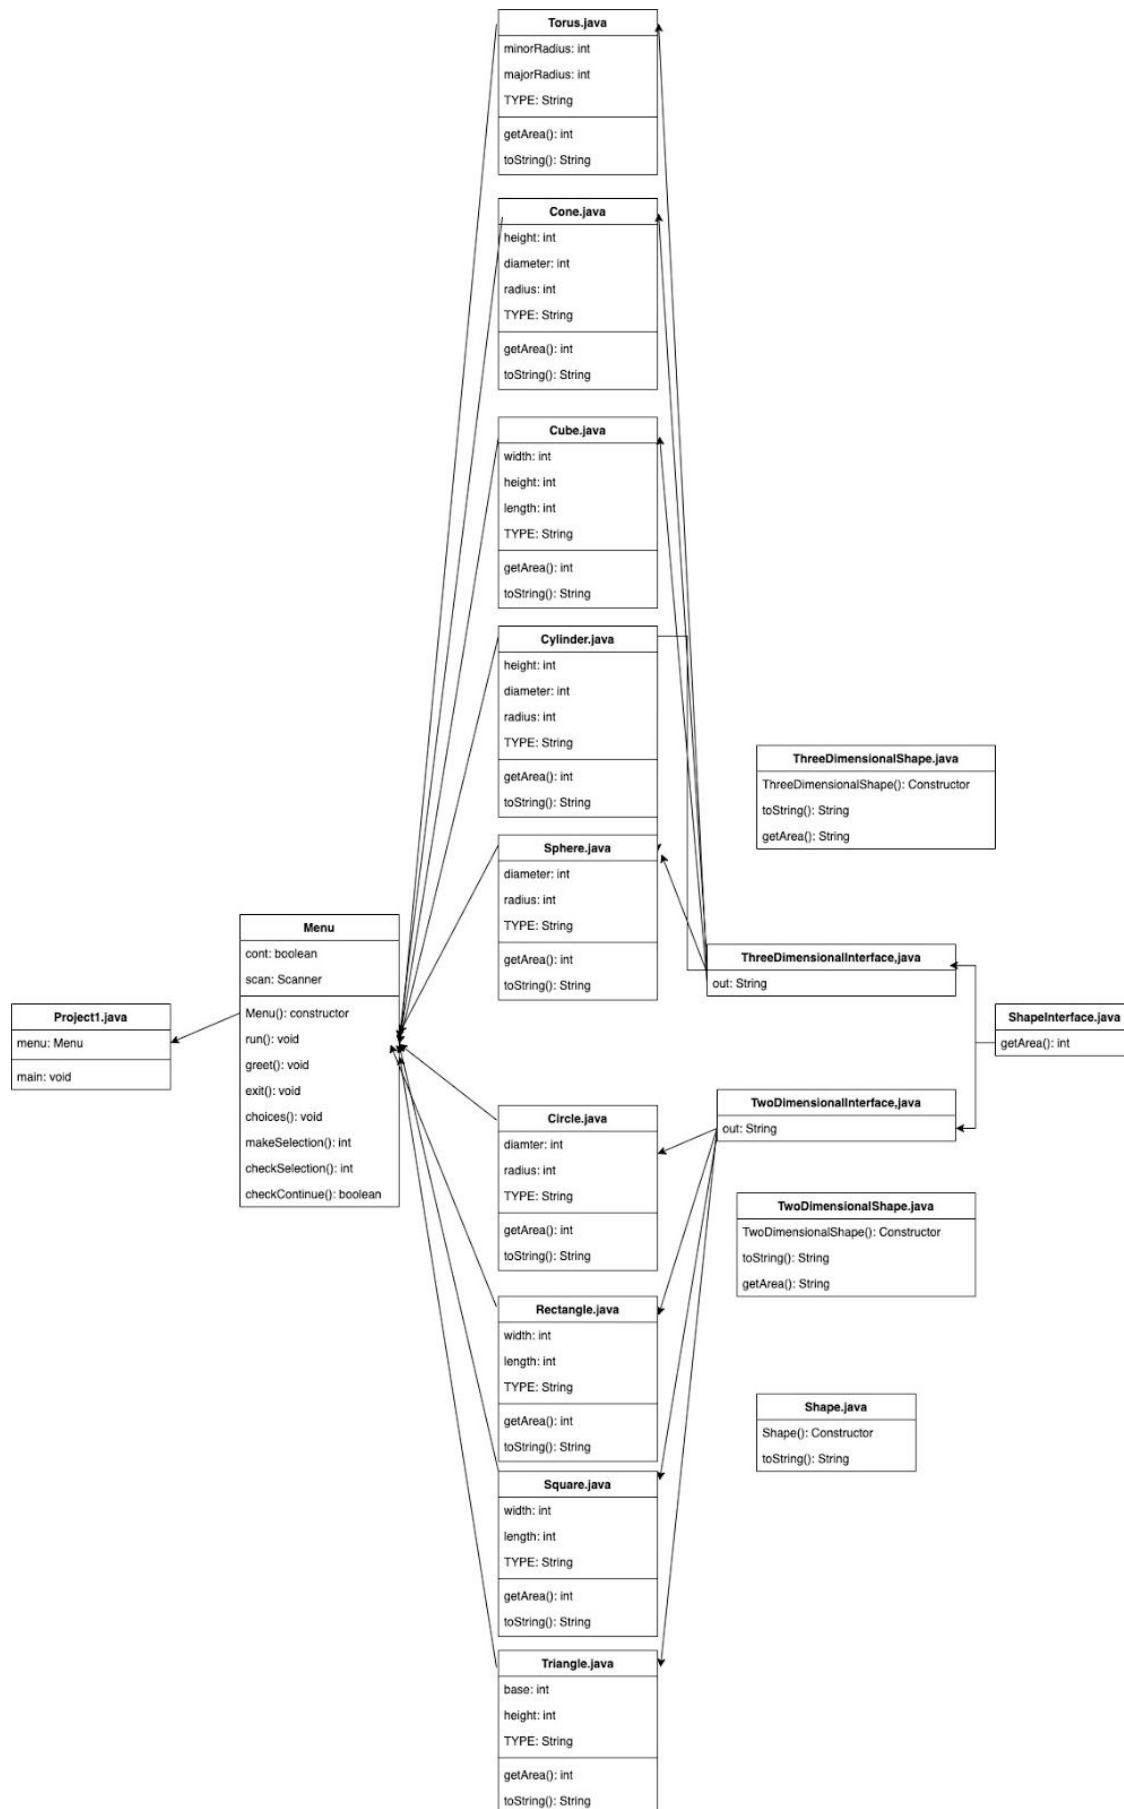 Torus.java
minorRadius: int
majorRadius: int
TYPE: String
getArea(): int
toString(): String
Cone.java
height: int
diameter: int
radius: int
TYPE: String
getArea(): int
toString(): String
Cube.java
width: int
height: int
length: int
TYPE: String
getArea(): int
toString(): String
Cylinder.java
height: int
diameter: int
radius: int
TYPE: String
getArea(): int
toString(): String
ThreeDimensionalShape.java
ThreeDimensionalShape(): Constructor
toString(): String
getArea(): String
Sphere.java
diameter: int
radius: int
TYPE: String
getArea(): int
toString(): String
Menu
cont: boolean
scan: Scanner
Menu(): constructor
run(): void
greet(): void
exit(): void
choices(): void
makeSelection(): int
checkSelection(): int
checkContinue(): boolean
ThreeDimensionalInterface,java
out: String
Project1.java
menu: Menu
main: void
ShapeInterface.java
getArea(): int
TwoDimensionalInterface,java
out: String
Circle.java
diamter: int
radius: int
TYPE: String
getArea(): int
toString(): String
TwoDimensionalShape.java
TwoDimensionalShape(): Constructor
toString(): String
getArea(): String
Rectangle.java
width: int
length: int
TYPE: String
getArea(): int
toString(): String
Shape.java
Shape(): Constructor
toString(): String
Square.java
width: int
length: int
TYPE: String
getArea(): int
toString(): String
Triangle.java
base: int
height: int
TYPE: String
getArea(): int
toString(): String